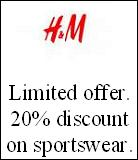 H&M
Limited offer.
20% discount
on sportswear.